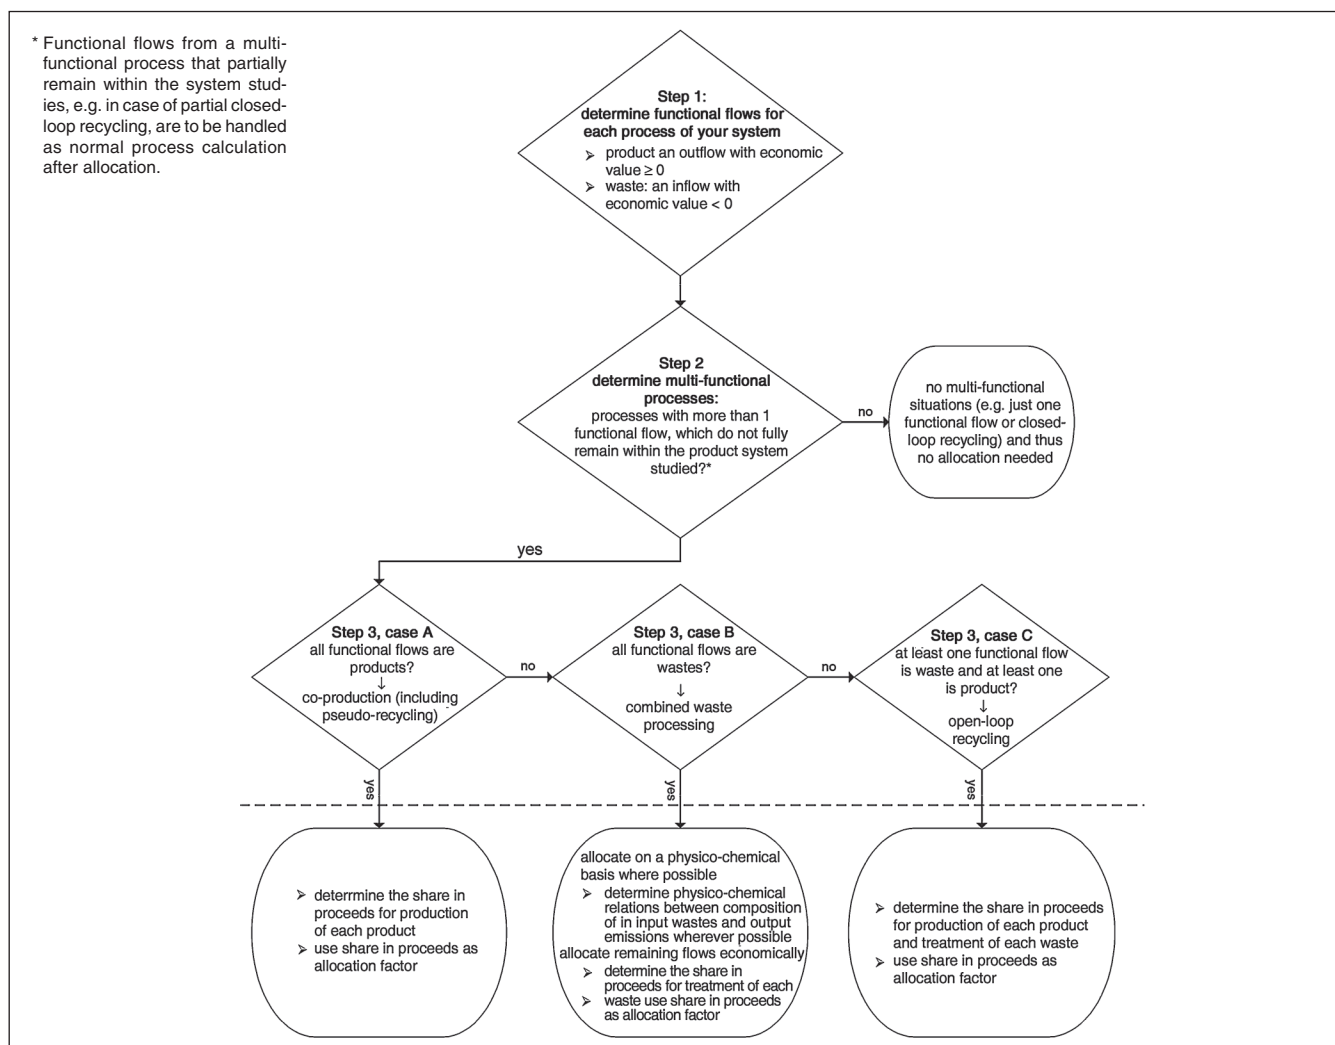 * Functional flows from a multi-
functional process that partially
remain within the system stud-
ies, e.g. in case of partial closed-
loop recycling, are to be handled
as normal process calculation
after allocation.
Step 1:
determine functional flows for
each process of your system
➢ product an outflow with economic
value ≥ 0
➢ waste: an inflow with
economic value < 0
Step 2
determine multi-functional
processes:
processes with more than 1
functional flow, which do not fully
remain within the product system
studied?*
no
no multi-functional
situations (e.g. just one
functional flow or closed-
loop recycling) and thus
no allocation needed
yes
Step 3, case A
all functional flows are
products?
↓
co-production (including
pseudo-recycling)
no
Step 3, case B
all functional flows are
wastes?
↓
combined waste
processing
no
Step 3, case C
at least one functional flow
is waste and at least one
is product?
↓
open-loop
recycling
yes
yes
yes
➢ determine the share in
proceeds for production
of each product
➢ use share in proceeds as
allocation factor
allocate on a physico-chemical
basis where possible
➢ determine physico-chemical
relations between composition
of in input wastes and output
emissions wherever possible
allocate remaining flows economically
➢ determine the share in
proceeds for treatment of each
➢ waste use share in proceeds
as allocation factor
➢ determine the share in proceeds
for production of each product
and treatment of each waste
➢ use share in proceeds as
allocation factor